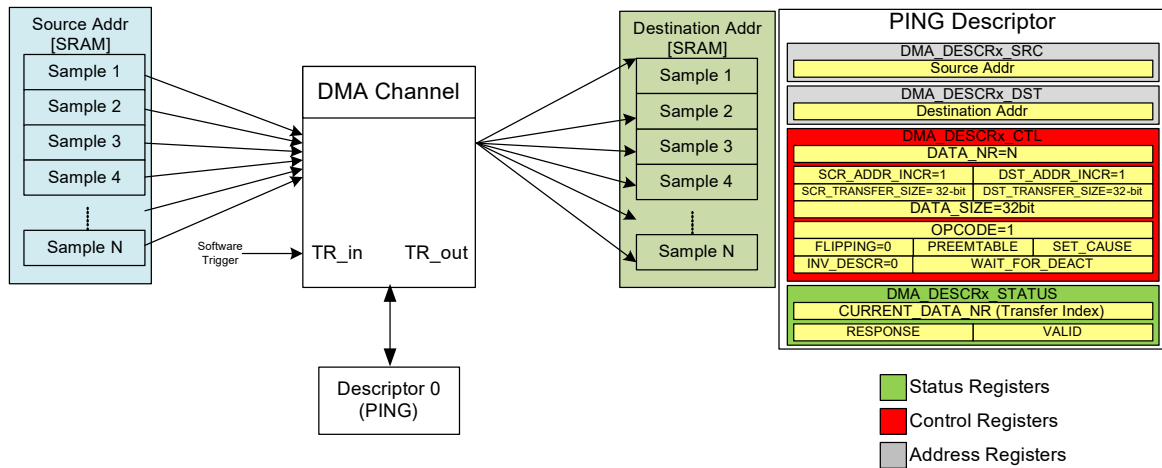 Source Addr
[SRAM]
Sample 1
Sample 2
Sample 3
Sample 4
Sample N
DMA Channel
Software
Trigger
TR_in
TR_out
Descriptor 0
(PING)
Destination Addr
[SRAM]
Sample 1
Sample 2
Sample 3
Sample 4
Sample N
PING Descriptor
DMA_DESCRx_SRC
Source Addr
DMA_DESCRx_DST
Destination Addr
DMA_DESCRx_CTL
DATA_NR=N
SCR_ADDR_INCR=1
DST_ADDR_INCR=1
SCR_TRANSFER_SIZE= 32-bit
DST_TRANSFER_SIZE=32-bit
DATA_SIZE=32bit
OPCODE=1
FLIPPING=0
PREEMTABLE
SET_CAUSE
INV_DESCR=0
WAIT_FOR_DEACT
DMA_DESCRx_STATUS
CURRENT_DATA_NR (Transfer Index)
RESPONSE
VALID
Status Registers
Control Registers
Address Registers